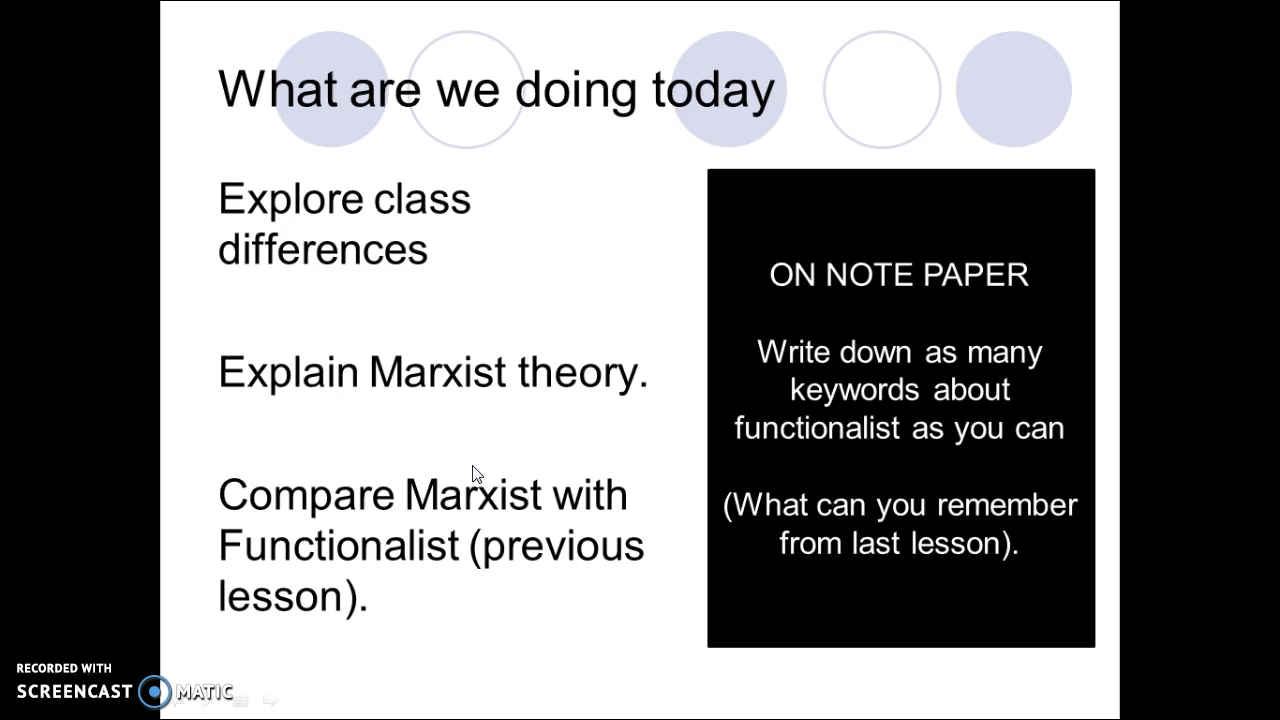 What are we doing today
Explore class
differences
Explain Marxist theory.
Compare Marxist with
Functionalist (previous
lesson).
ON NOTE PAPER
Write down as many
keywords about
functionalist as you can
(What can you remember
from last lesson).
RECORDED WITH
SCREENCAST MATIC